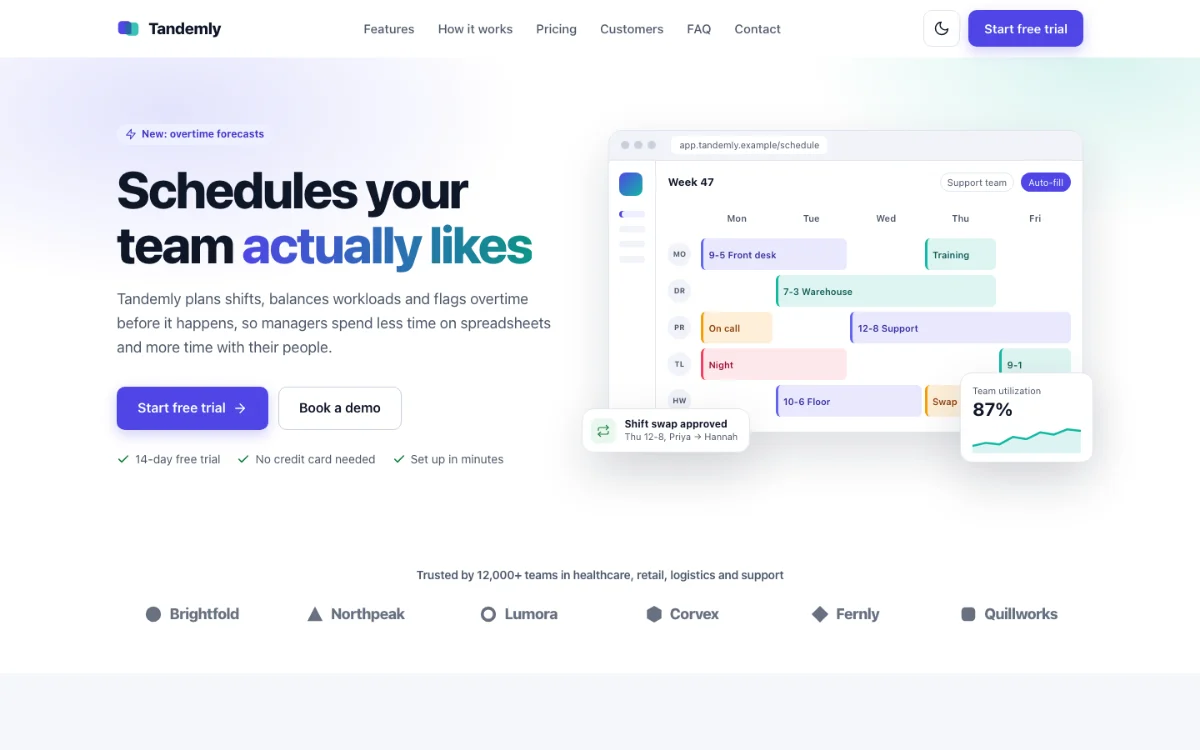 Tandemly
Features
How it works
Pricing
Customers
FAQ
Contact
Start free trial
New: overtime forecasts
Schedules your
team actually likes
Tandemly plans shifts, balances workloads and flags overtime
before it happens, so managers spend less time on spreadsheets
and more time with their people.
Start free trial →
Book a demo
14-day free trial
No credit card needed
Set up in minutes
app.tandemly.example/schedule
Week 47
Support team
Auto-fill
Mon Tue Wed Thu Fri
MO
9-5 Front desk
Training
DR
7-3 Warehouse
PR
On call
12-8 Support
TL
Night
9-1
HW
10-6 Floor
Swap
Shift swap approved
Thu 12-8, Priya → Hannah
Team utilization
87%
Trusted by 12,000+ teams in healthcare, retail, logistics and support
Brightfold
Northpeak
Lumora
Corvex
Fernly
Quillworks